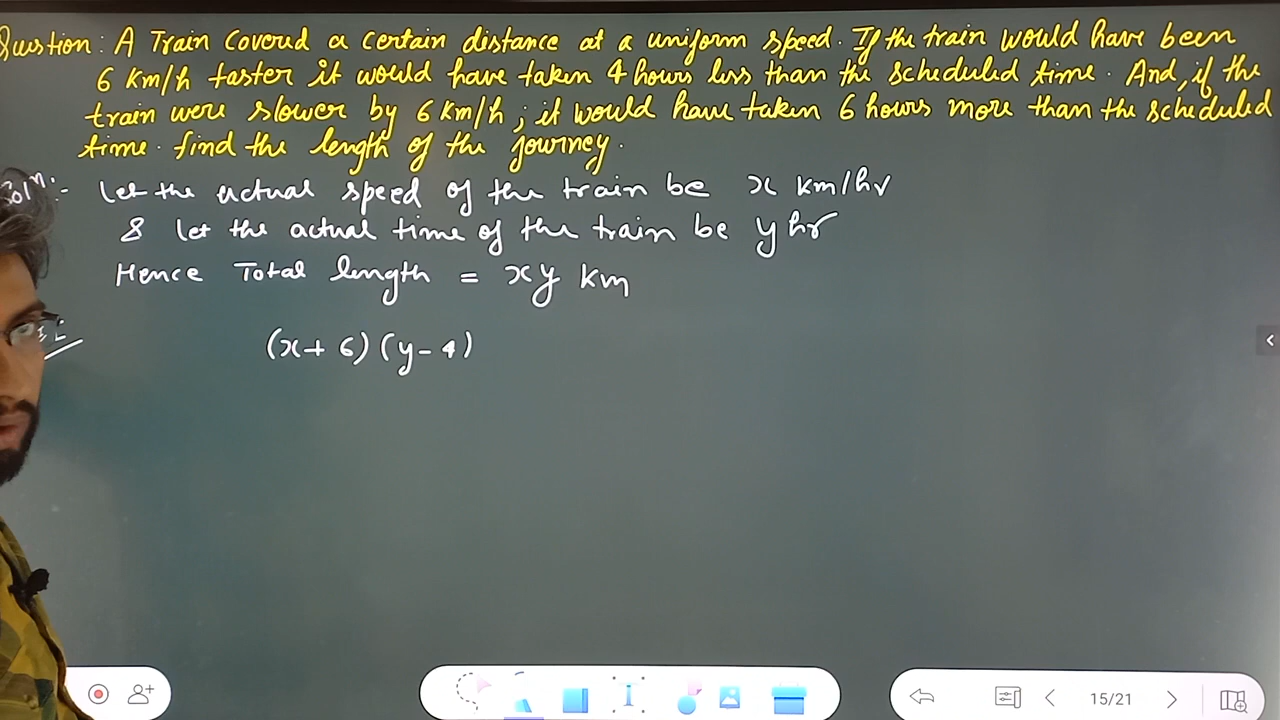 Question: A Train Covered a certain distance at a uniform speed. If the train would have been
6 km/h faster it would have taken 4 hours less than the scheduled time. And, if the
train were slower by 6 km/h; it would have taken 6 hours more than the scheduled
time. find the length of the journey.
Solⁿ:- Let the actual speed of the train be x km/hr
& let the actual time of the train be y hr
Hence Total length = xy km
(x+6)(y-4)
15/21